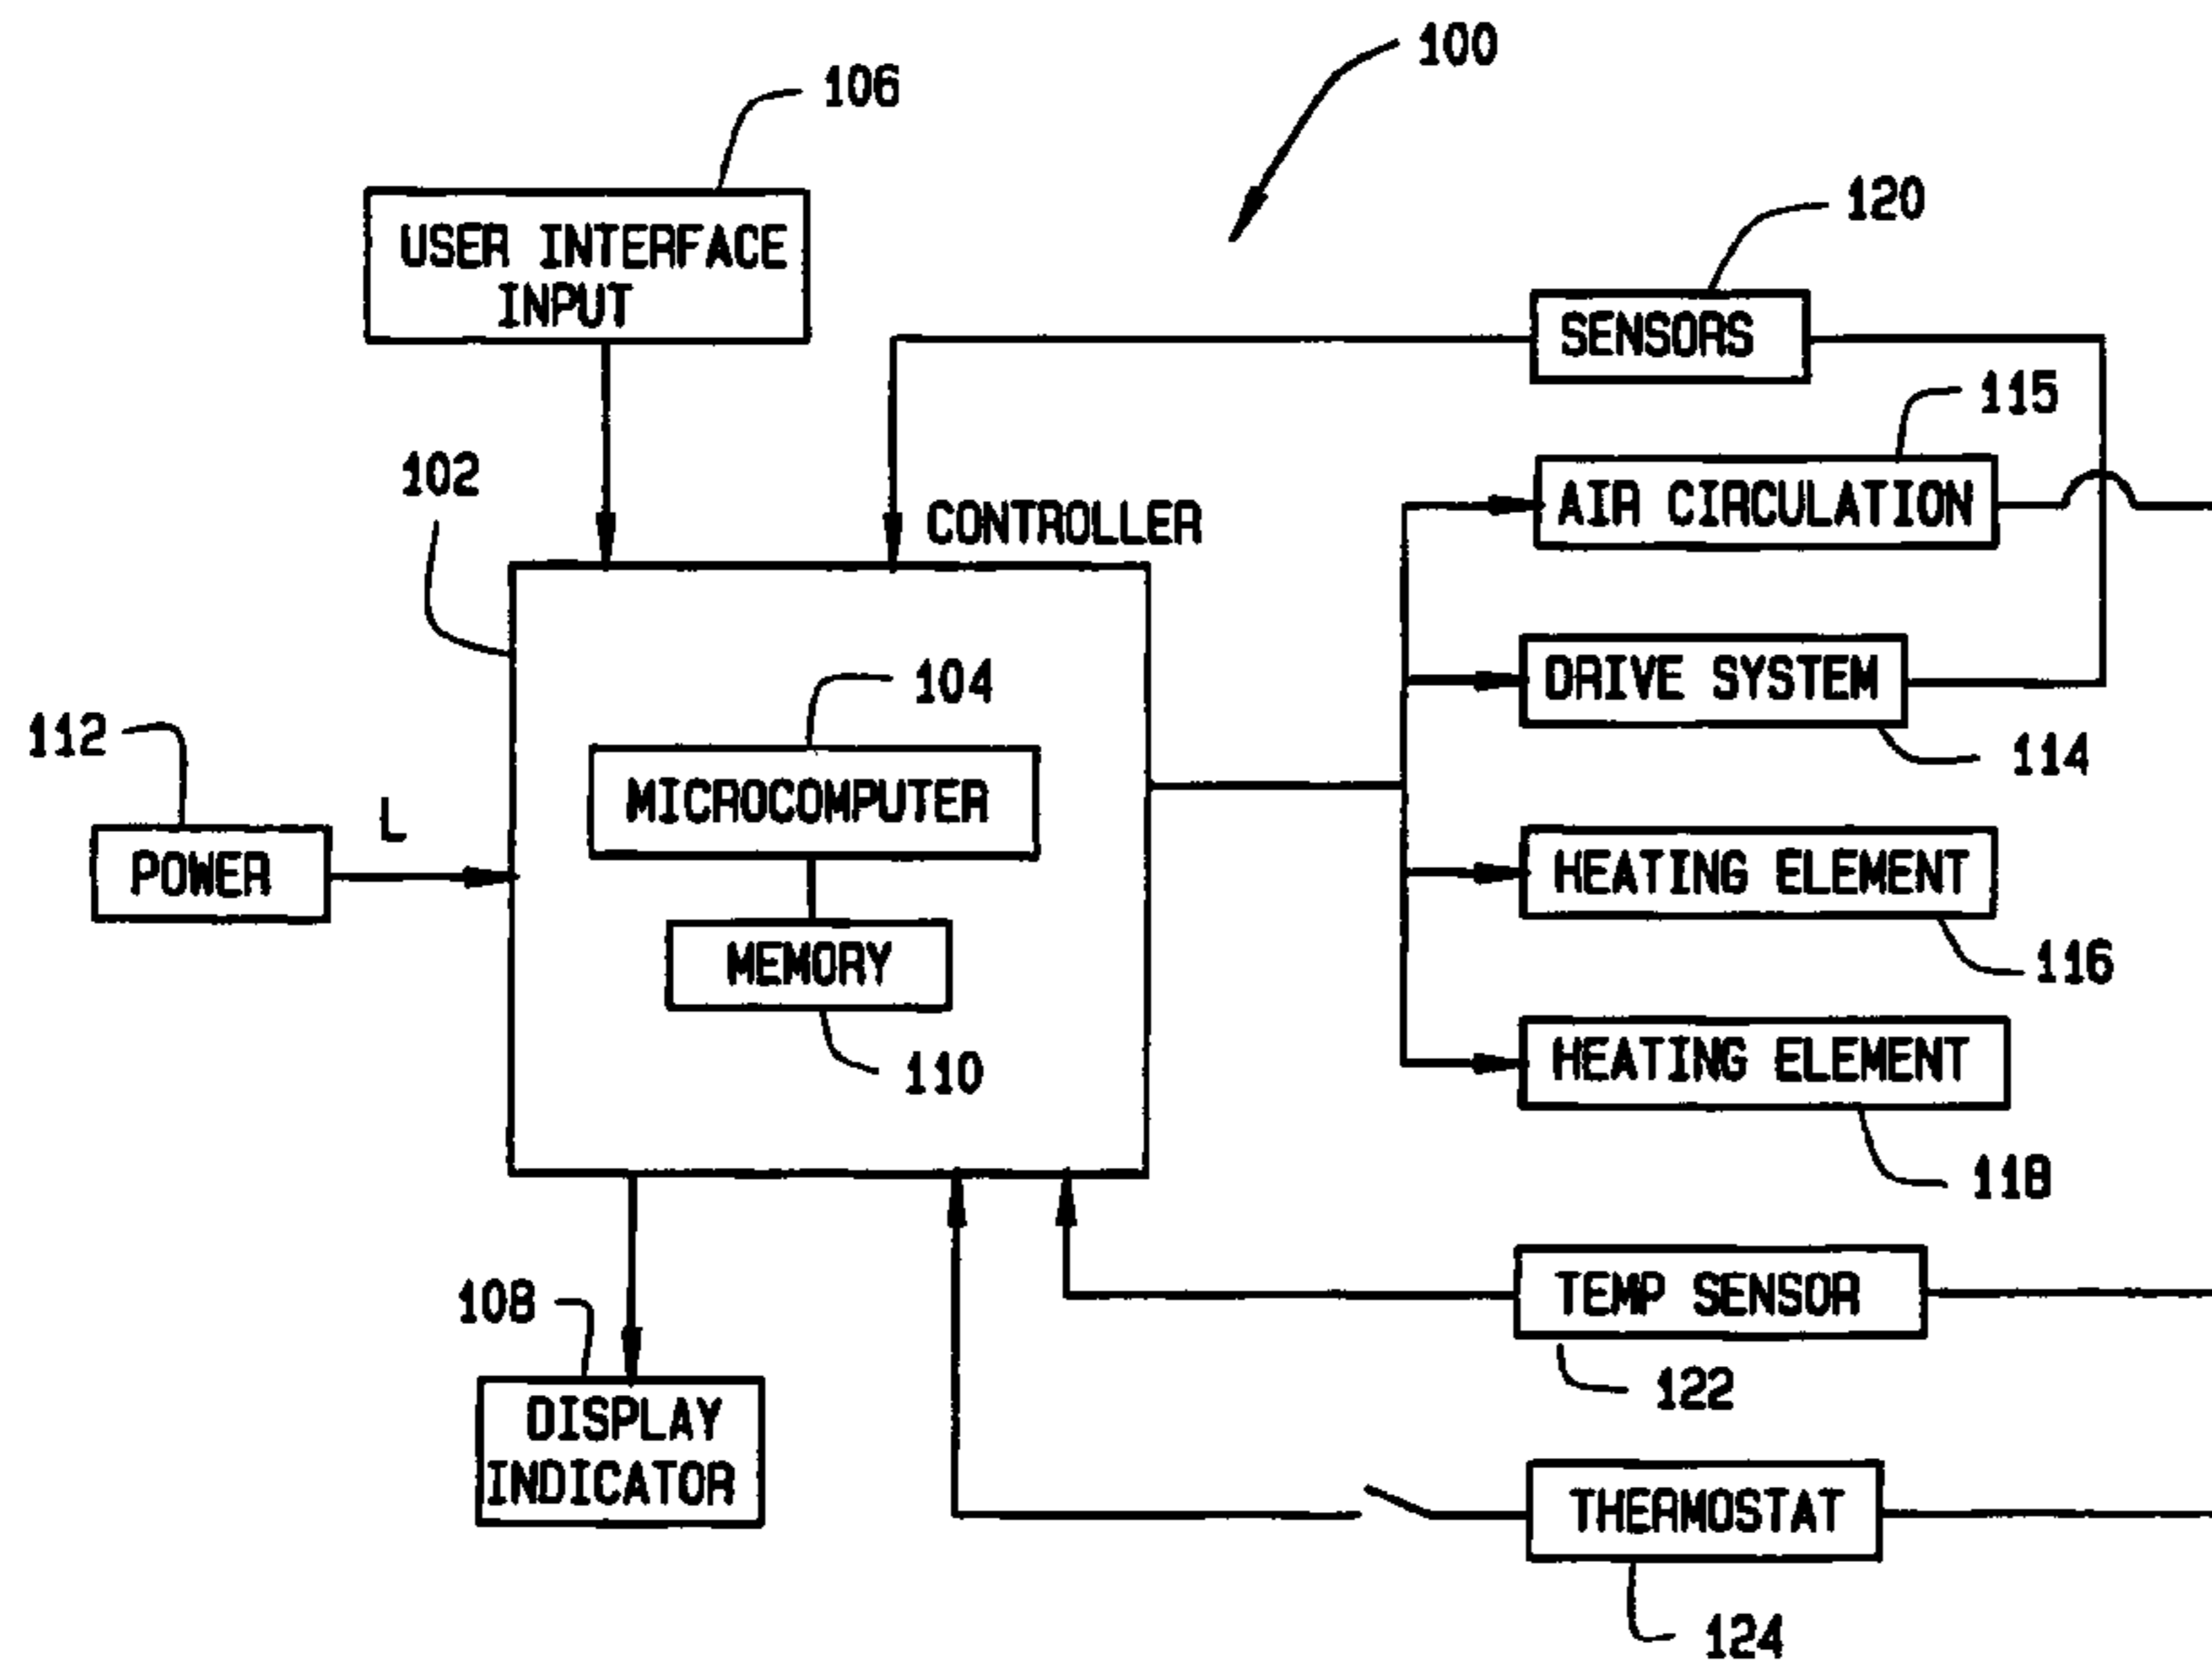 100
106
USER INTERFACE
INPUT
120
SENSORS
115
AIR CIRCULATION
102
CONTROLLER
DRIVE SYSTEM
114
104
MICROCOMPUTER
112
L
POWER
HEATING ELEMENT
116
MEMORY
110
HEATING ELEMENT
118
TEMP SENSOR
122
108
DISPLAY
INDICATOR
THERMOSTAT
124